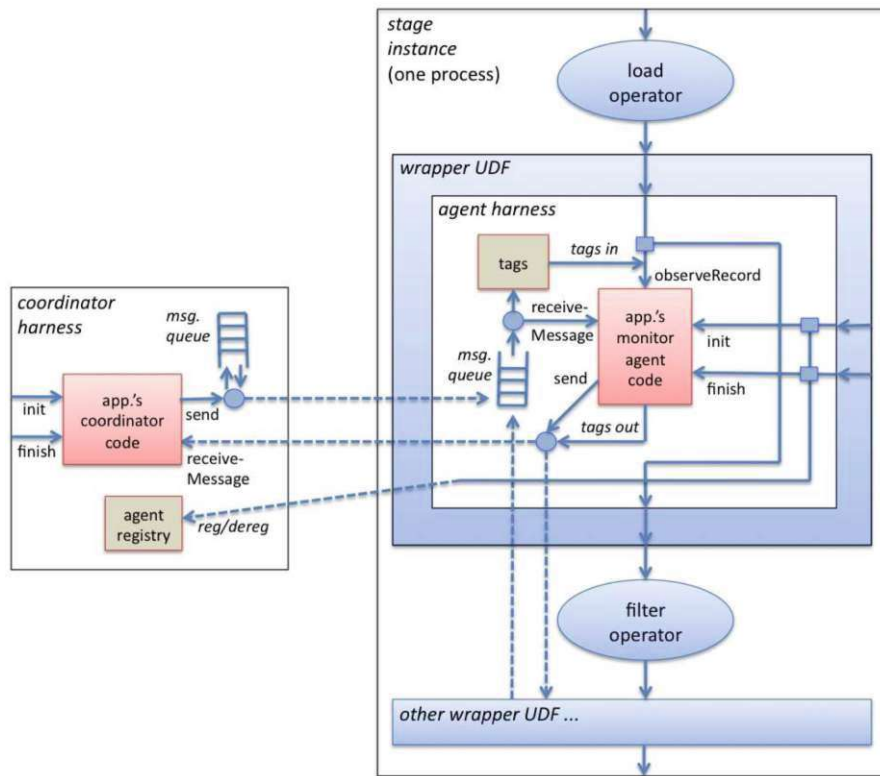 stage
instance
(one process)
load
operator
wrapper UDF
agent harness
tags
tags in
observeRecord
coordinator
harness
msg.
queue
receive-
Message
app.'s
monitor
agent
code
init
msg.
queue
send
finish
init
app.'s
coordinator
code
send
finish
tags out
receive-
Message
agent
registry
reg/dereg
filter
operator
other wrapper UDF ...